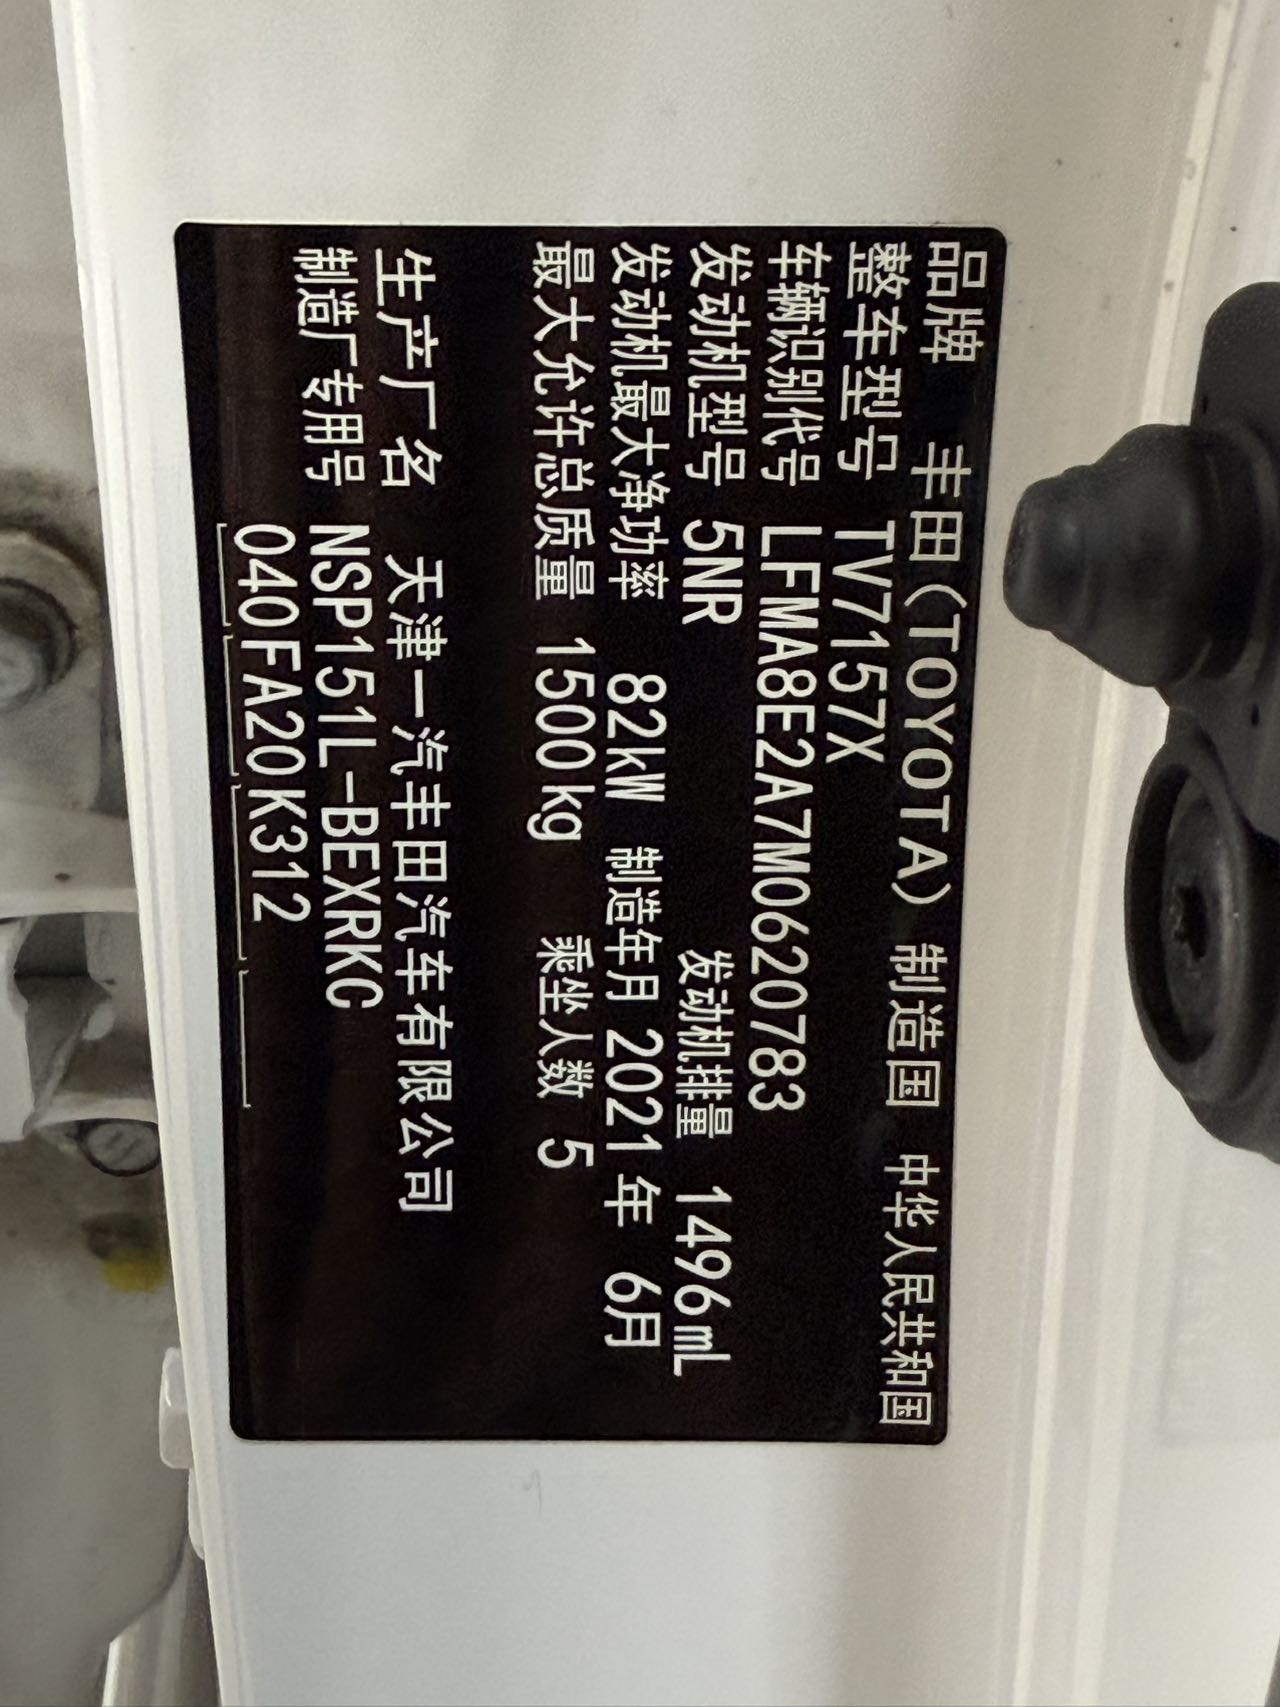 品牌 丰田(TOYOTA) 制造国 中华人民共和国
整车型号 TV7157X
车辆识别代号 LFMA8E2A7M0620783
发动机型号 5NR 发动机排量 1496mL
发动机最大净功率 82kW 制造年月 2021年 6月
最大允许总质量 1500kg 乘坐人数 5
生产厂名 天津一汽丰田汽车有限公司
制造厂专用号 NSP151L-BEXRKC
040FA20K312